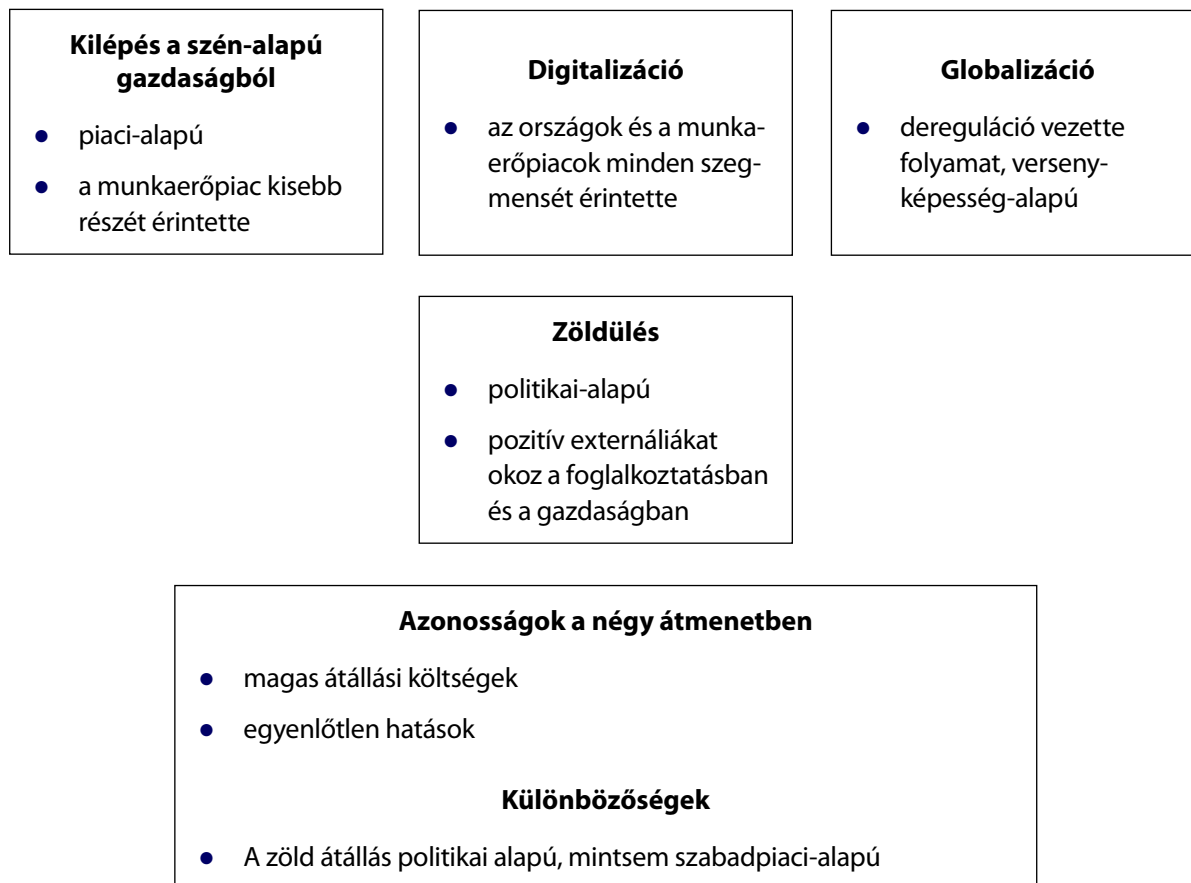 Kilépés a szén-alapú
gazdaságból
● piaci-alapú
● a munkaerőpiac kisebb
részét érintette
Digitalizáció
● az országok és a munka-
erőpiacok minden szeg-
mensét érintette
Globalizáció
● dereguláció vezette
folyamat, verseny-
képesség-alapú
Zöldülés
● politikai-alapú
● pozitív externáliákat
okoz a foglalkoztatásban
és a gazdaságban
Azonosságok a négy átmenetben
● magas átállási költségek
● egyenlőtlen hatások
Különbözőségek
● A zöld átállás politikai alapú, mintsem szabadpiaci-alapú